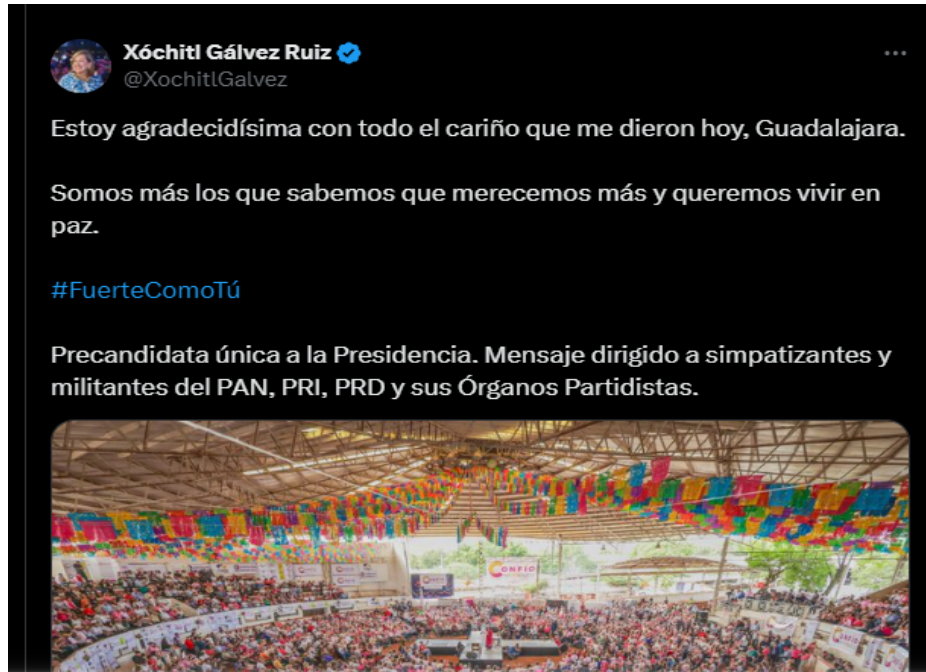 Xóchitl Gálvez Ruiz
@XochitlGalvez
Estoy agradecidísima con todo el cariño que me dieron hoy, Guadalajara.
Somos más los que sabemos que merecemos más y queremos vivir en
paz.
#FuerteComoTú
Precandidata única a la Presidencia. Mensaje dirigido a simpatizantes y
militantes del PAN, PRI, PRD y sus Órganos Partidistas.
CONFIO